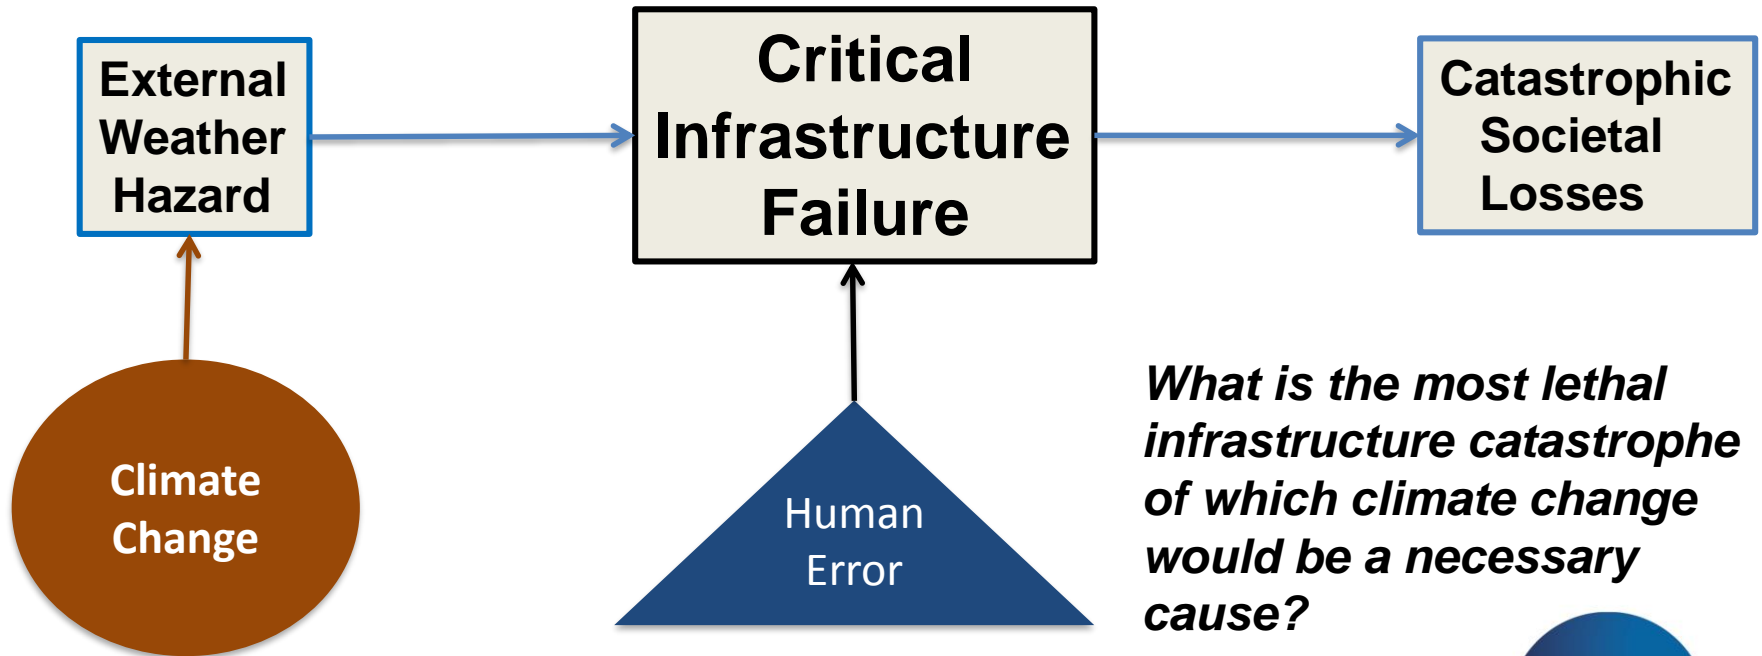 External
Weather
Hazard
Critical
Infrastructure
Failure
Catastrophic
Societal
Losses
Climate
Change
Human
Error
What is the most lethal
infrastructure catastrophe
of which climate change
would be a necessary
cause?